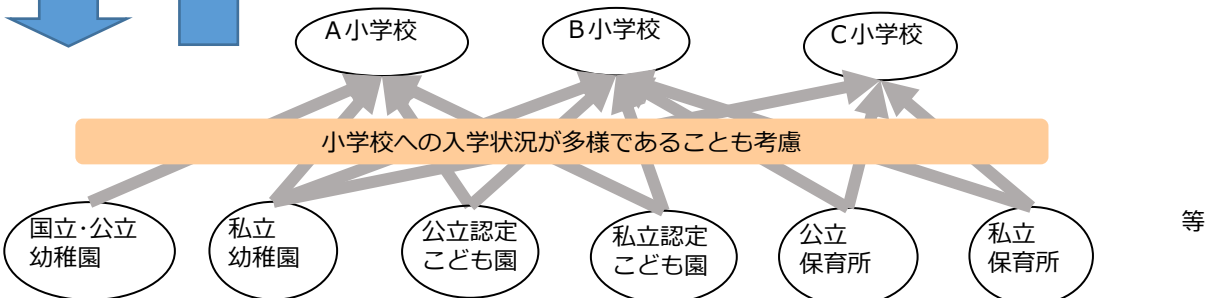 A小学校
B小学校
C小学校
小学校への入学状況が多様であることも考慮
国立・公立
幼稚園
私立
幼稚園
公立認定
こども園
私立認定
こども園
公立
保育所
私立
保育所
等